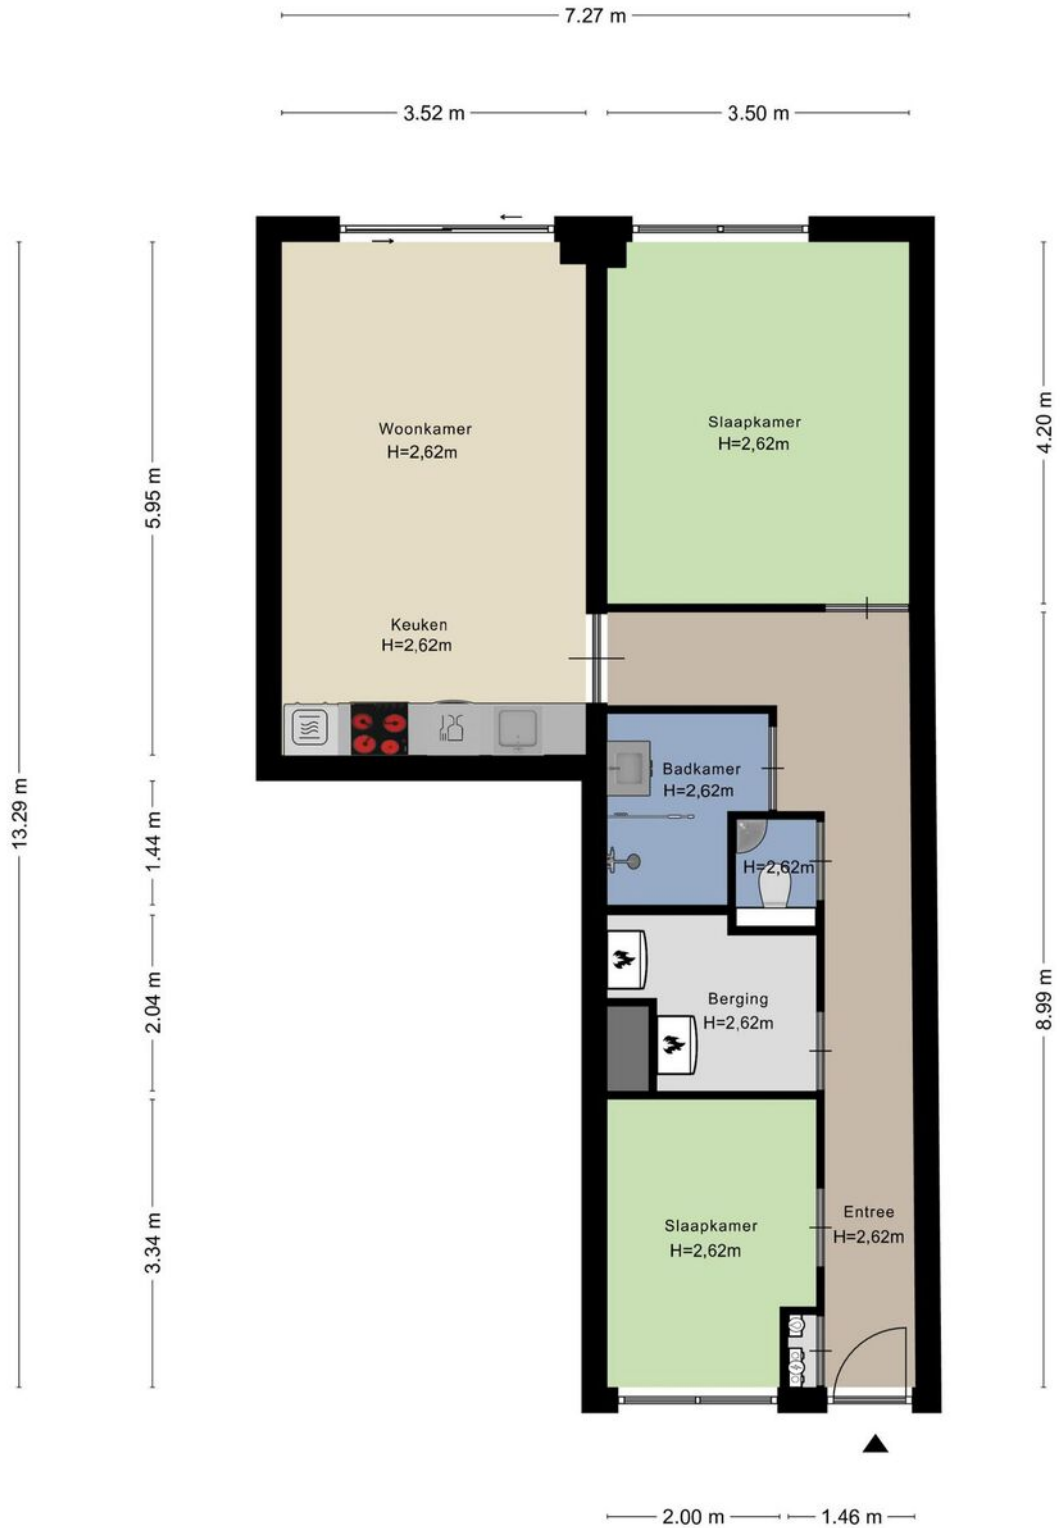 7.27 m
3.52 m
3.50 m
Woonkamer
H=2,62m
Slaapkamer
H=2,62m
4.20 m
5.95 m
Keuken
H=2,62m
13.29 m
Badkamer
H=2,62m
1.44 m
H=2,62m
2.04 m
Berging
H=2,62m
8.99 m
3.34 m
Slaapkamer
H=2,62m
Entree
H=2,62m
2.00 m
1.46 m